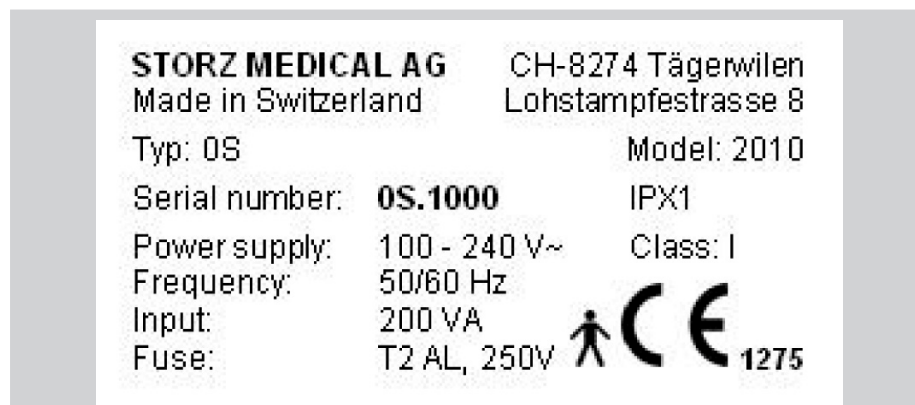 STORZ MEDICAL AG CH-8274 Tägerwilen
Made in Switzerland Lohstampfestrasse 8
Typ: 0S Model: 2010
Serial number: 0S.1000 IPX1
Power supply: 100 - 240 V~ Class: I
Frequency: 50/60 Hz
Input: 200 VA
Fuse: T2 AL, 250V CE 1275